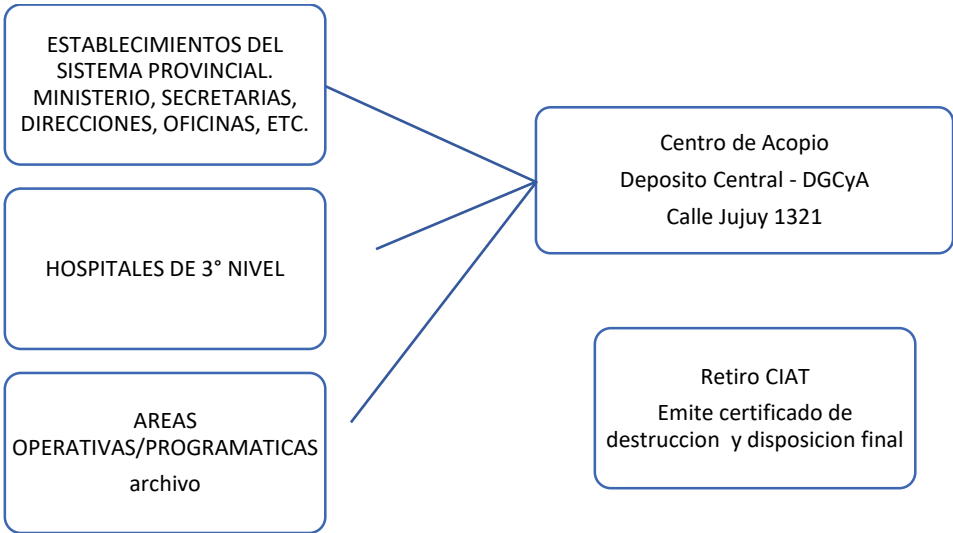 ESTABLECIMIENTOS DEL
SISTEMA PROVINCIAL.
MINISTERIO, SECRETARIAS,
DIRECCIONES, OFICINAS, ETC.
HOSPITALES DE 3° NIVEL
AREAS
OPERATIVAS/PROGRAMATICAS
archivo
Centro de Acopio
Deposito Central - DGCyA
Calle Jujuy 1321
Retiro CIAT
Emite certificado de
destruccion y disposicion final